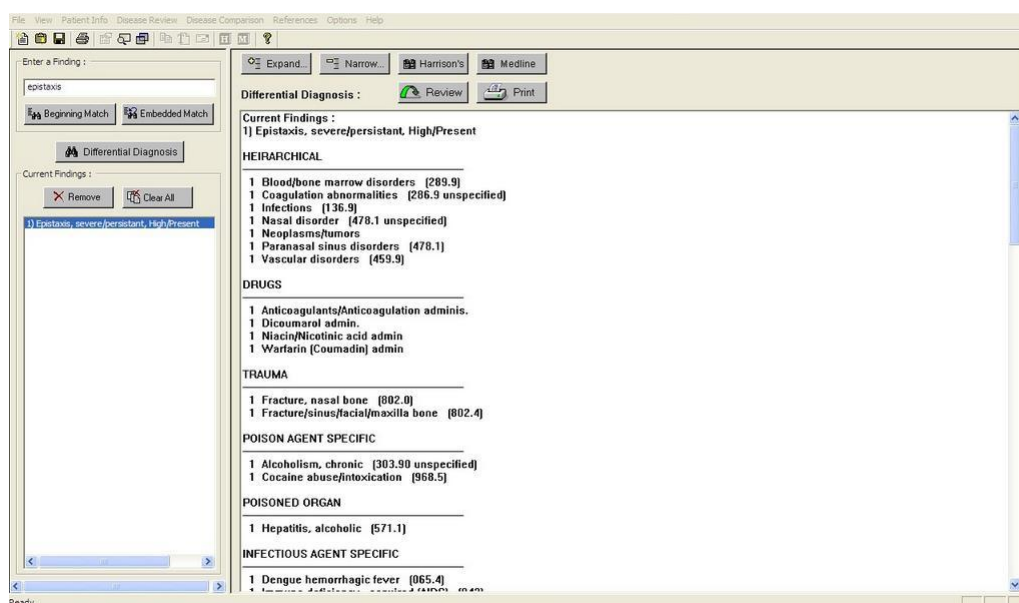 File View Patient Info Disease Review Disease Comparison References Options Help
Enter a Finding :
epistaxis
Beginning Match Embedded Match
Differential Diagnosis
Current Findings :
Remove Clear All
1) Epistaxis, severe/persistant, High/Present
Expand... Narrow... Harrison's Medline
Differential Diagnosis : Review Print
Current Findings :
1) Epistaxis, severe/persistant, High/Present
HEIRARCHICAL
1 Blood/bone marrow disorders (289.9)
1 Coagulation abnormalities (286.9 unspecified)
1 Infections (136.9)
1 Nasal disorder (478.1 unspecified)
1 Neoplasms/tumors
1 Paranasal sinus disorders (478.1)
1 Vascular disorders (459.9)
DRUGS
1 Anticoagulants/Anticoagulation adminis.
1 Dicoumarol admin.
1 Niacin/Nicotinic acid admin
1 Warfarin (Coumadin) admin
TRAUMA
1 Fracture, nasal bone (802.0)
1 Fracture/sinus/facial/maxilla bone (802.4)
POISON AGENT SPECIFIC
1 Alcoholism, chronic (303.90 unspecified)
1 Cocaine abuse/intoxication (968.5)
POISONED ORGAN
1 Hepatitis, alcoholic (571.1)
INFECTIOUS AGENT SPECIFIC
1 Dengue hemorrhagic fever (065.4)
Ready